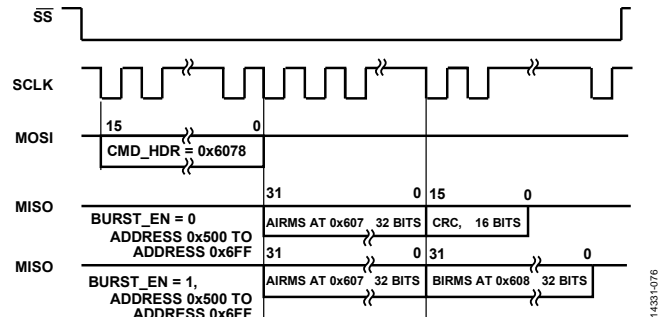 SS
SCLK
MOSI
15 0
CMD_HDR = 0x6078
MISO
31 0 15 0
BURST_EN = 0
ADDRESS 0x500 TO
ADDRESS 0x6FF
AIRMS AT 0x607 32 BITS
CRC, 16 BITS
MISO
31 0 31 0
BURST_EN = 1,
ADDRESS 0x500 TO
ADDRESS 0x6FF
AIRMS AT 0x607 32 BITS
BIRMS AT 0x608 32 BITS
14331-076